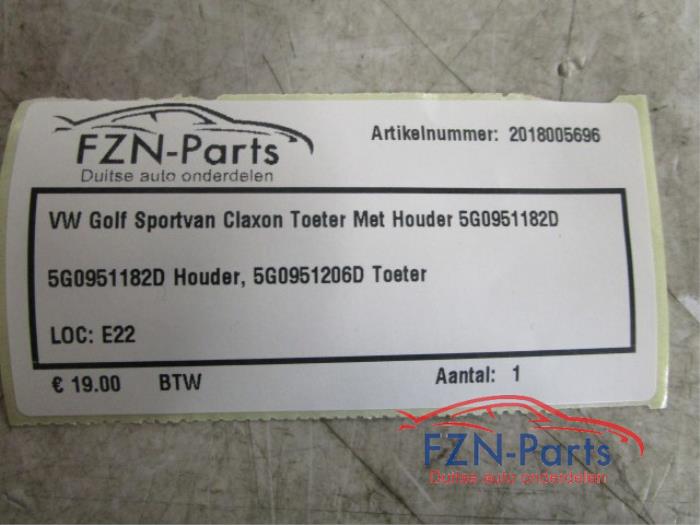 FZN-Parts
Duitse auto onderdelen
Artikelnummer: 2018005696
VW Golf Sportvan Claxon Toeter Met Houder 5G0951182D
5G0951182D Houder, 5G0951206D Toeter
LOC: E22
€ 19.00 BTW Aantal: 1
FZN-Parts
Duitse auto onderdelen